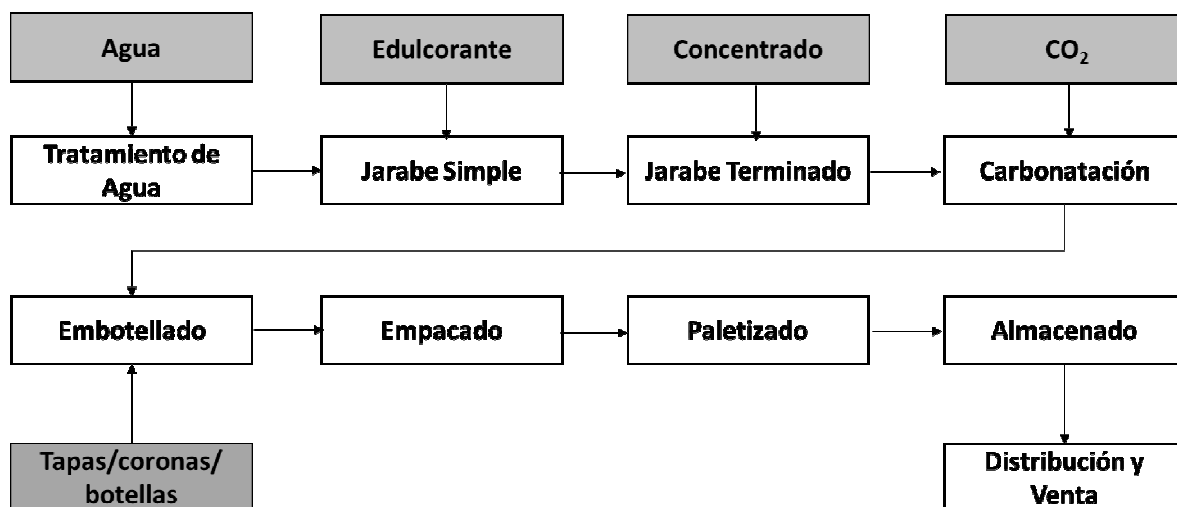 Agua
Edulcorante
Concentrado
CO₂
Tratamiento de
Agua
Jarabe Simple
Jarabe Terminado
Carbonatación
Embotellado
Empacado
Paletizado
Almacenado
Tapas/coronas/
botellas
Distribución y
Venta